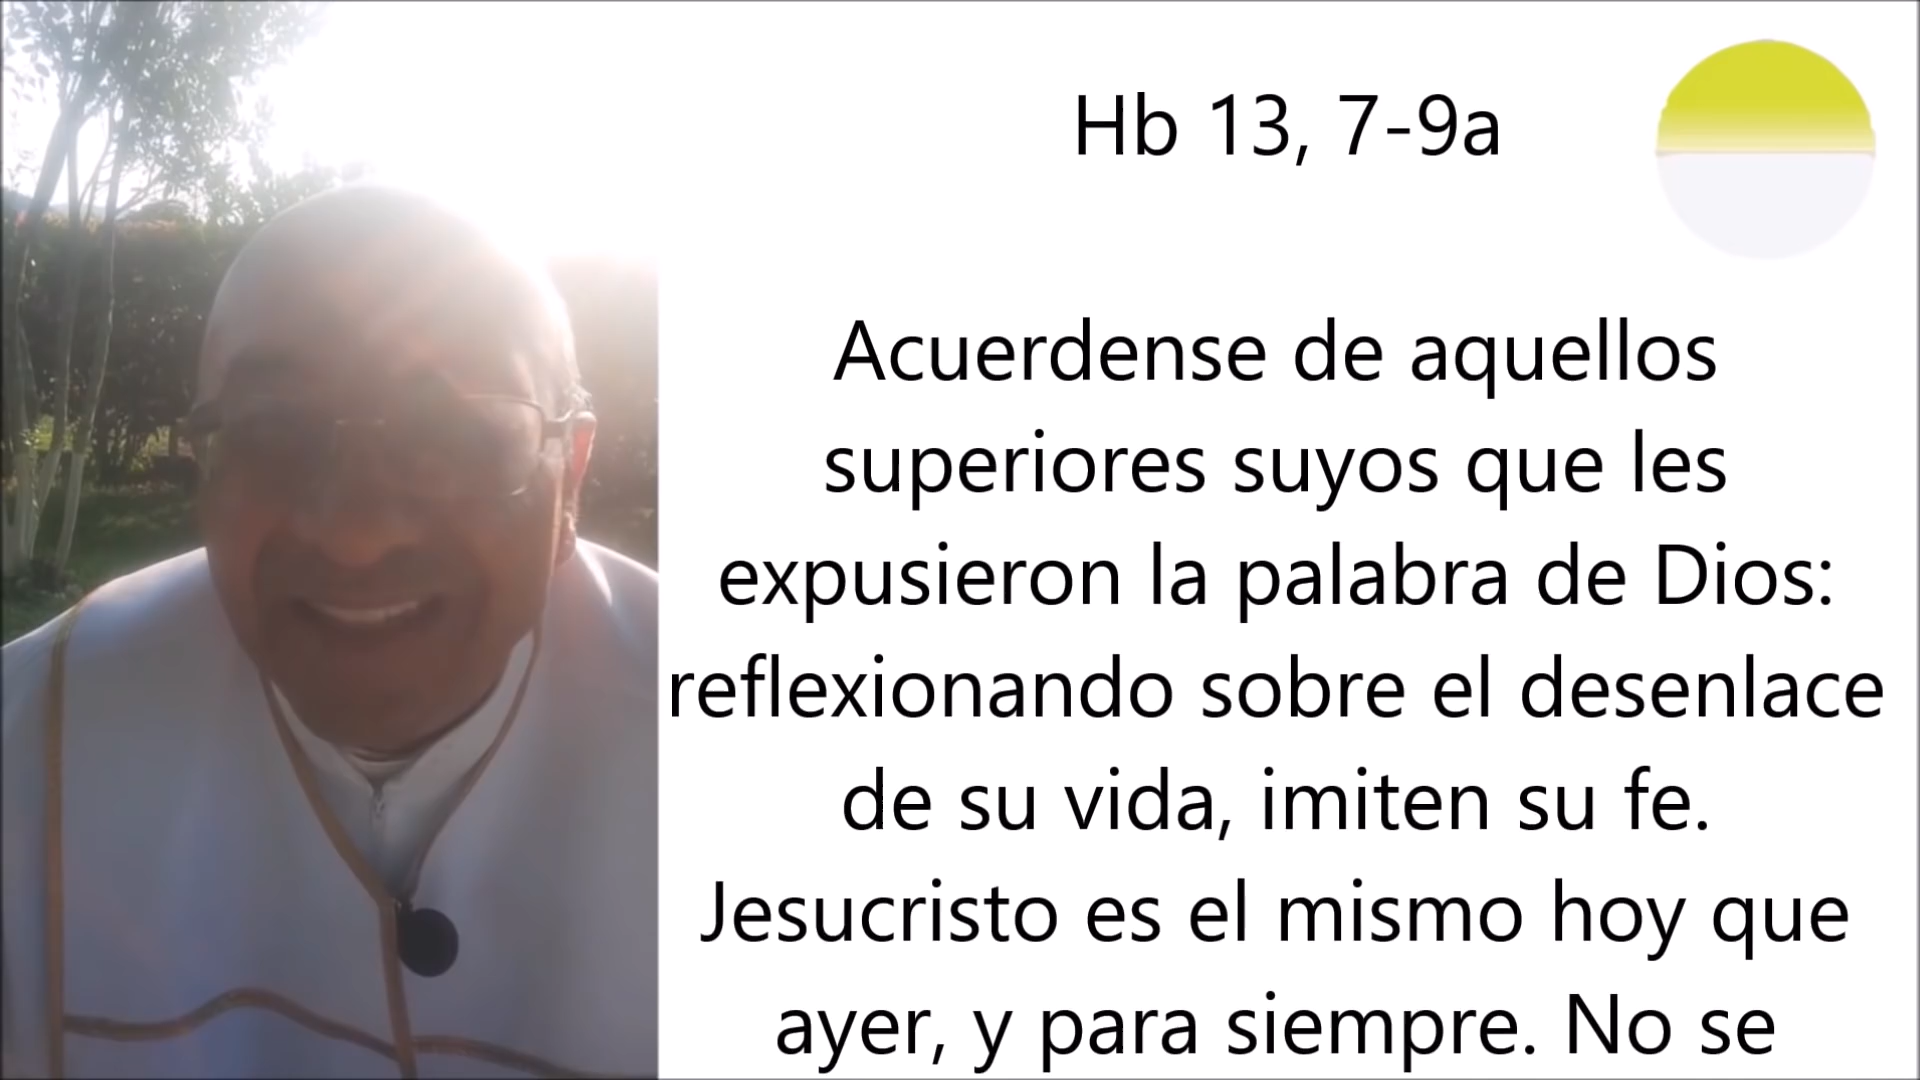 Hb 13, 7-9a
Acuerdense de aquellos
superiores suyos que les
expusieron la palabra de Dios:
reflexionando sobre el desenlace
de su vida, imiten su fe.
Jesucristo es el mismo hoy que
ayer, y para siempre. No se